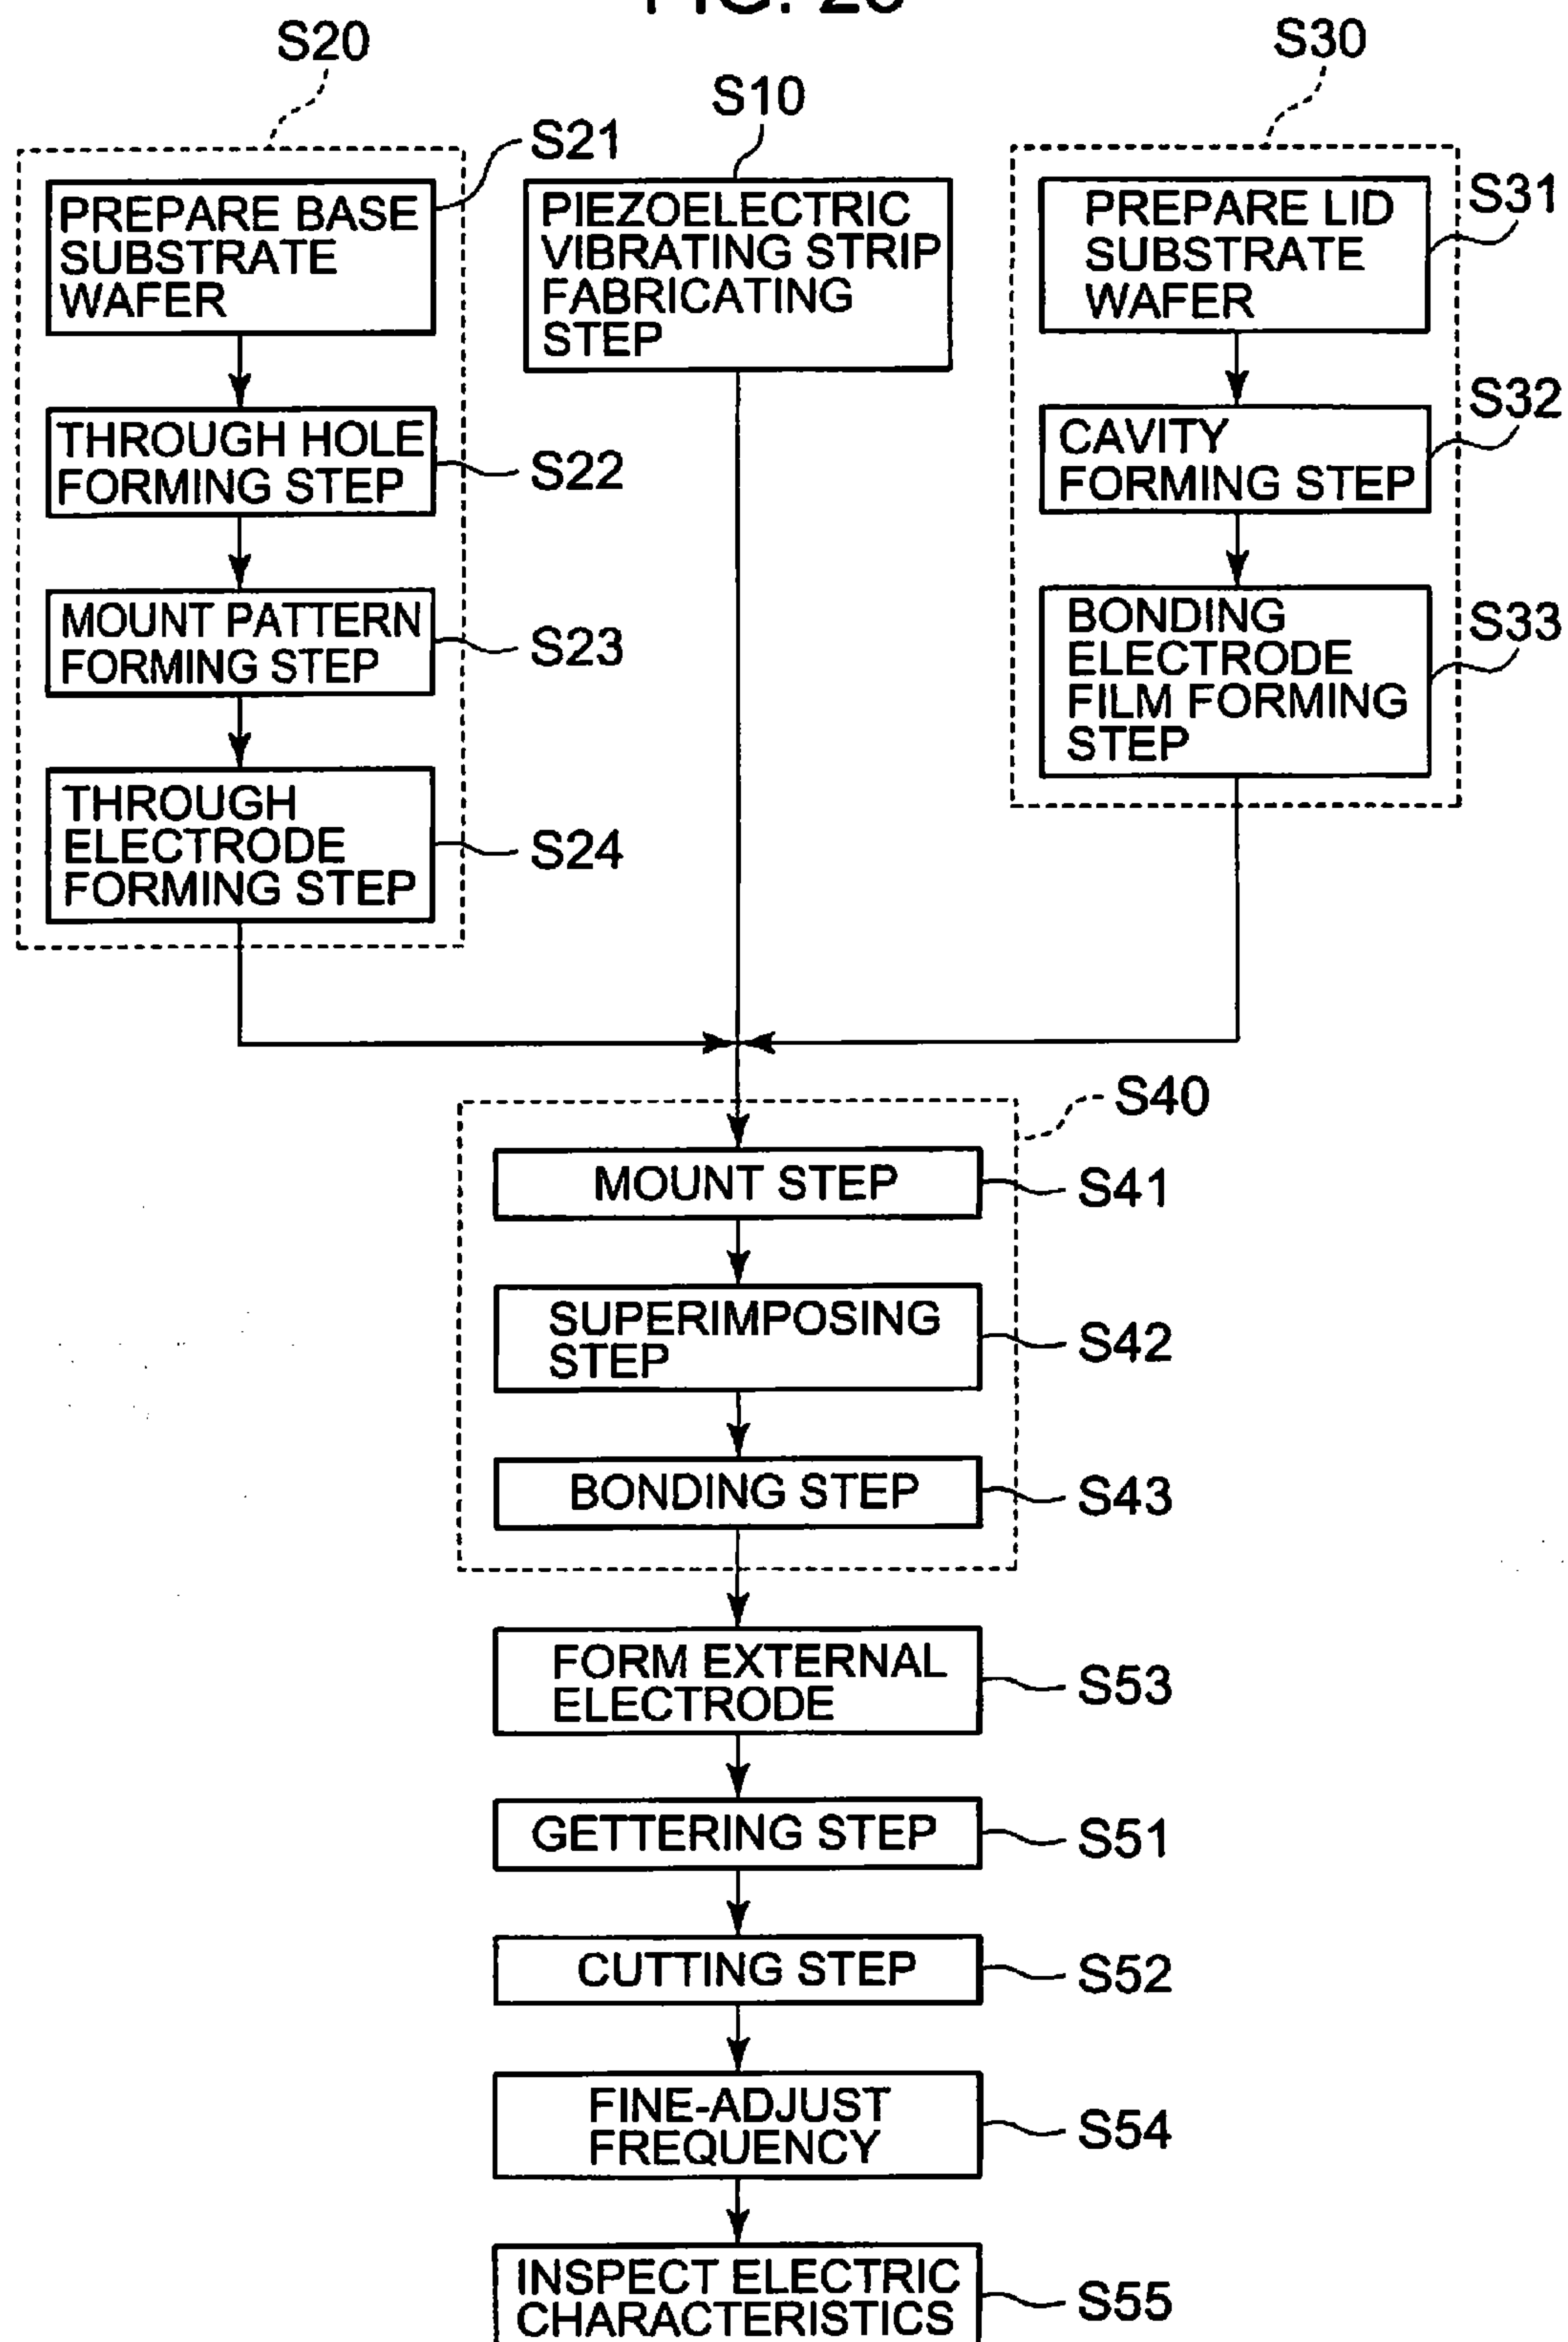 S20
S30
S10
S21
PREPARE BASE
SUBSTRATE
WAFER
PIEZOELECTRIC
VIBRATING STRIP
FABRICATING
STEP
PREPARE LID
SUBSTRATE
WAFER
S31
THROUGH HOLE
FORMING STEP
S22
CAVITY
FORMING STEP
S32
MOUNT PATTERN
FORMING STEP
S23
BONDING
ELECTRODE
FILM FORMING
STEP
S33
THROUGH
ELECTRODE
FORMING STEP
S24
S40
MOUNT STEP
S41
SUPERIMPOSING
STEP
S42
BONDING STEP
S43
FORM EXTERNAL
ELECTRODE
S53
GETTERING STEP
S51
CUTTING STEP
S52
FINE-ADJUST
FREQUENCY
S54
INSPECT ELECTRIC
CHARACTERISTICS
S55